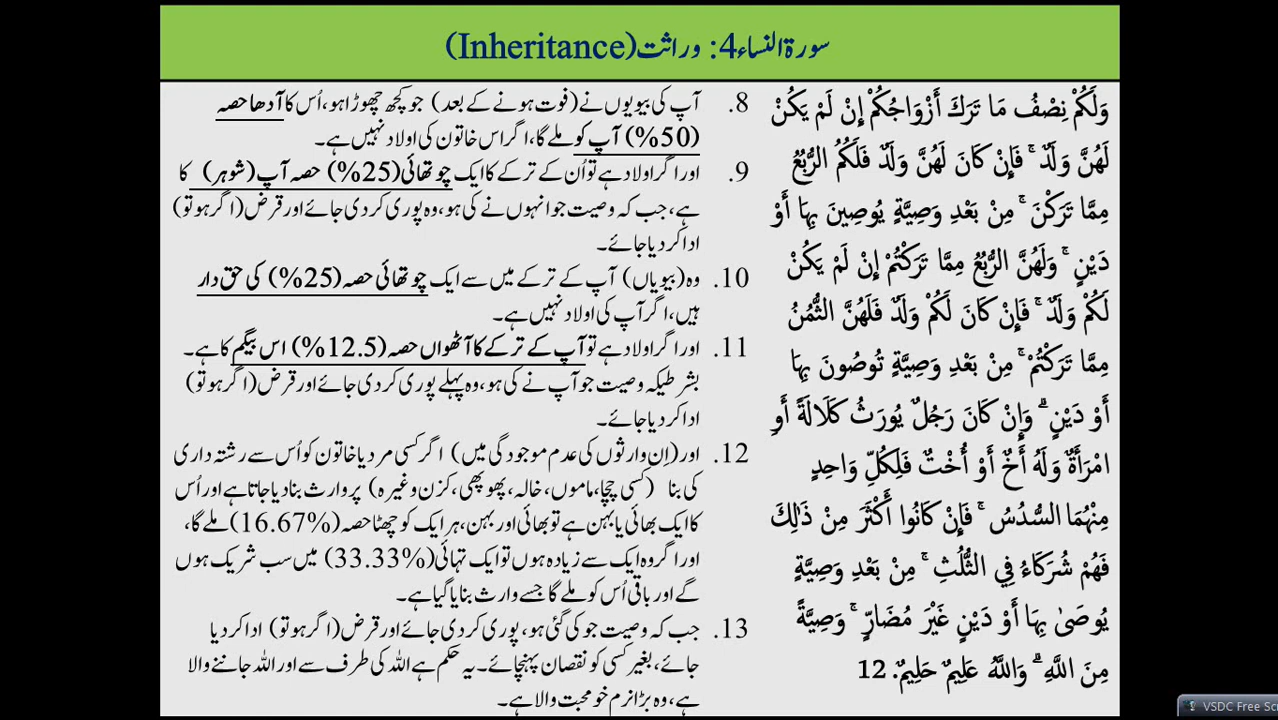 سورۃ النساء4: وراثت(Inheritance)
وَلَكُمْ نِصْفُ مَا تَرَكَ أَزْوَاجُكُمْ إِنْ لَمْ يَكُنْ
لَهُنَّ وَلَدٌ ۚ فَإِنْ كَانَ لَهُنَّ وَلَدٌ فَلَكُمُ الرُّبُعُ
مِمَّا تَرَكْنَ ۚ مِنْ بَعْدِ وَصِيَّةٍ يُوصِينَ بِهَا أَوْ
دَيْنٍ ۚ وَلَهُنَّ الرُّبُعُ مِمَّا تَرَكْتُمْ إِنْ لَمْ يَكُنْ
لَكُمْ وَلَدٌ ۚ فَإِنْ كَانَ لَكُمْ وَلَدٌ فَلَهُنَّ الثُّمُنُ
مِمَّا تَرَكْتُمْ ۚ مِنْ بَعْدِ وَصِيَّةٍ تُوصُونَ بِهَا
أَوْ دَيْنٍ ۗ وَإِنْ كَانَ رَجُلٌ يُورَثُ كَلَالَةً أَوِ
امْرَأَةٌ وَلَهُ أَخٌ أَوْ أُخْتٌ فَلِكُلِّ وَاحِدٍ
مِنْهُمَا السُّدُسُ ۚ فَإِنْ كَانُوا أَكْثَرَ مِنْ ذَٰلِكَ
فَهُمْ شُرَكَاءُ فِي الثُّلُثِ ۚ مِنْ بَعْدِ وَصِيَّةٍ
يُوصَىٰ بِهَا أَوْ دَيْنٍ غَيْرَ مُضَارٍّ ۚ وَصِيَّةً
مِنَ اللَّهِ ۗ وَاللَّهُ عَلِيمٌ حَلِيمٌ. 12
8. آپ کی بیویوں نے (فوت ہونے کے بعد) جو کچھ چھوڑا ہو، اُس کا آدھا حصہ
(50%) آپ کو ملے گا، اگر اس خاتون کی اولاد نہیں ہے۔
9. اور اگر اولاد ہے تو اُن کے ترکے کا ایک چوتھائی (25%) حصہ آپ (شوہر) کا
ہے، جب کہ وصیت جو انہوں نے کی ہو، وہ پوری کر دی جائے اور قرض (اگر ہو تو)
ادا کر دیا جائے۔
10. وہ (بیویاں) آپ کے ترکے میں سے ایک چوتھائی حصہ (25%) کی حق دار
ہیں، اگر آپ کی اولاد نہیں ہے۔
11. اور اگر اولاد ہے تو آپ کے ترکے کا آٹھواں حصہ (12.5%) اس بیگم کا ہے۔
بشرطیکہ وصیت جو آپ نے کی ہو، وہ پہلے پوری کر دی جائے اور قرض (اگر ہو تو)
ادا کر دیا جائے۔
12. اور (اِن وارثوں کی عدم موجودگی میں) اگر کسی مرد یا خاتون کو اُس سے رشتہ داری
کی بنا (کسی چچا، ماموں، خالہ، پھوپھی، کزن وغیرہ) پر وارث بنا دیا جاتا ہے اور اُس
کا ایک بھائی یا بہن ہے تو بھائی اور بہن، ہر ایک کو چھٹا حصہ (16.67%) ملے گا،
اور اگر وہ ایک سے زیادہ ہوں تو ایک تہائی (33.33%) میں سب شریک ہوں
گے اور باقی اُس کو ملے گا جسے وارث بنایا گیا ہے۔
13. جب کہ وصیت جو کی گئی ہو، پوری کر دی جائے اور قرض (اگر ہو تو) ادا کر دیا
جائے، بغیر کسی کو نقصان پہنچائے۔ یہ حکم ہے اللہ کی طرف سے اور اللہ جاننے والا
ہے، وہ بڑا نرم خو محبت والا ہے۔
VSDC Free Scr